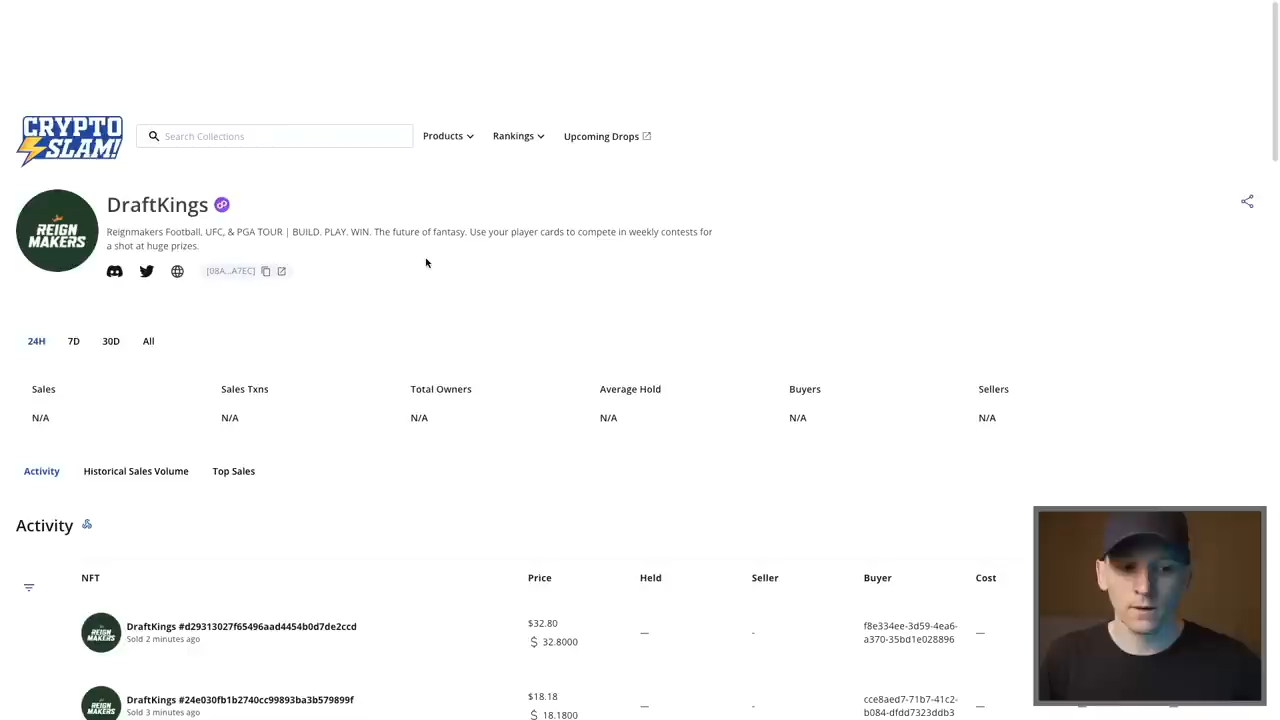 CRYPTO
SLAM!
Search Collections
Products
Rankings
Upcoming Drops
REIGN
MAKERS
DraftKings
Reignmakers Football, UFC, & PGA TOUR | BUILD. PLAY. WIN. The future of fantasy. Use your player cards to compete in weekly contests for
a shot at huge prizes.
[08A...A7EC]
24H
7D
30D
All
Sales
Sales Txns
Total Owners
Average Hold
Buyers
Sellers
N/A
N/A
N/A
N/A
N/A
N/A
Activity
Historical Sales Volume
Top Sales
Activity
NFT
Price
Held
Seller
Buyer
Cost
REIGN
MAKERS
DraftKings #d29313027f65496aad4454b0d7de2ccd
Sold 2 minutes ago
$32.80
$ 32.8000
—
-
f8e334ee-3d59-4ea6-
a370-35bd1e028896
—
REIGN
MAKERS
DraftKings #24e030fb1b2740cc99893ba3b579899f
Sold 3 minutes ago
$18.18
$ 18.1800
—
-
cce8aed7-71b7-41c2-
b084-dfdd7323ddb3
—